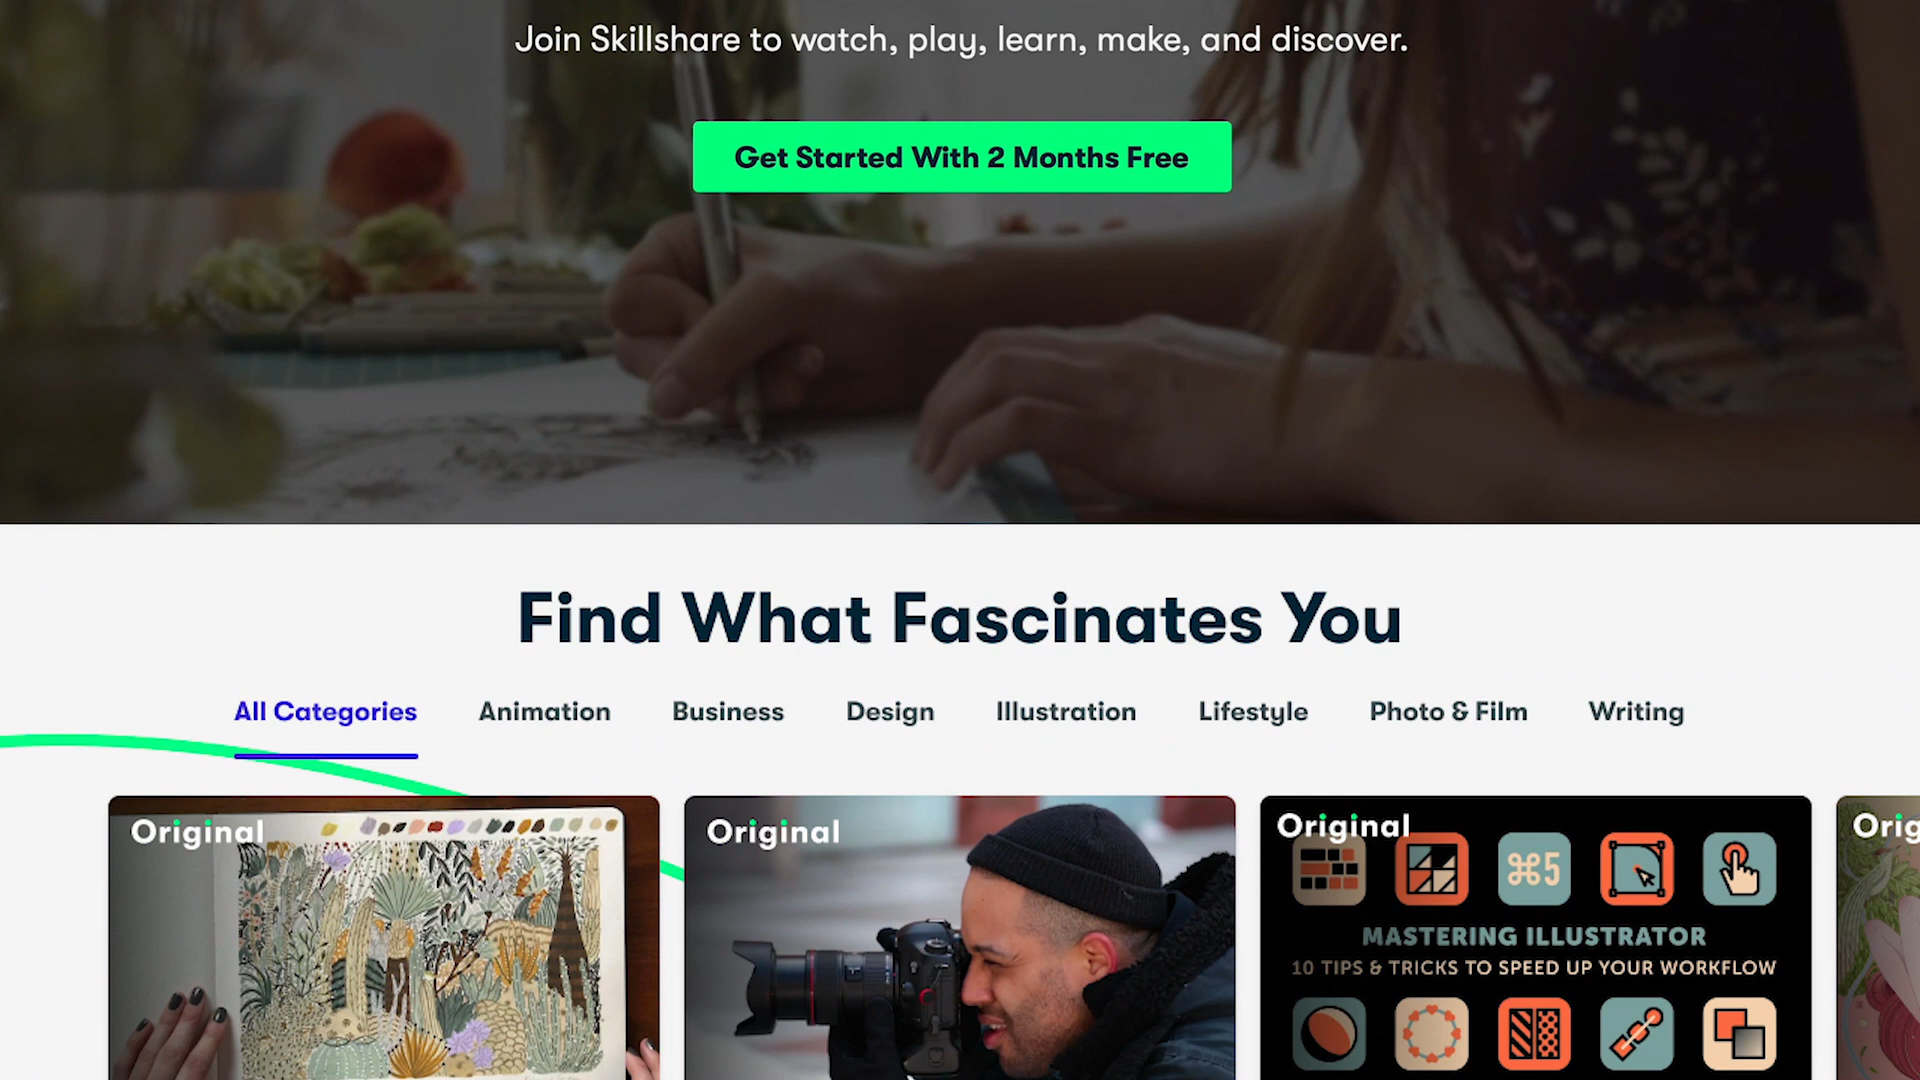 Join Skillshare to watch, play, learn, make, and discover.
Get Started With 2 Months Free
Find What Fascinates You
All Categories Animation Business Design Illustration Lifestyle Photo & Film Writing
Original
Original
Original
⌘5
MASTERING ILLUSTRATOR
10 TIPS & TRICKS TO SPEED UP YOUR WORKFLOW
Orig